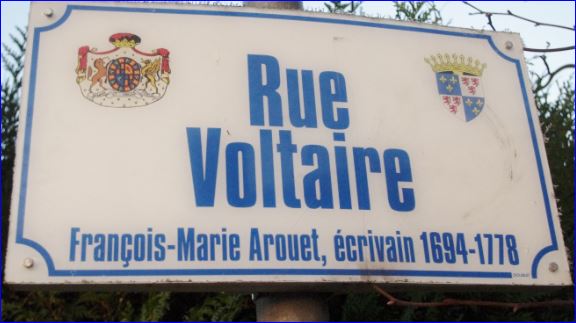 Rue
Voltaire
François-Marie Arouet, écrivain 1694-1778